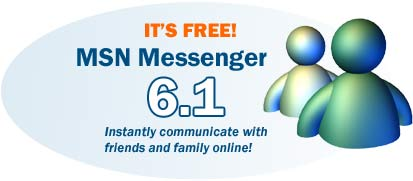 IT'S FREE!
MSN Messenger
6.1
Instantly communicate with
friends and family online!